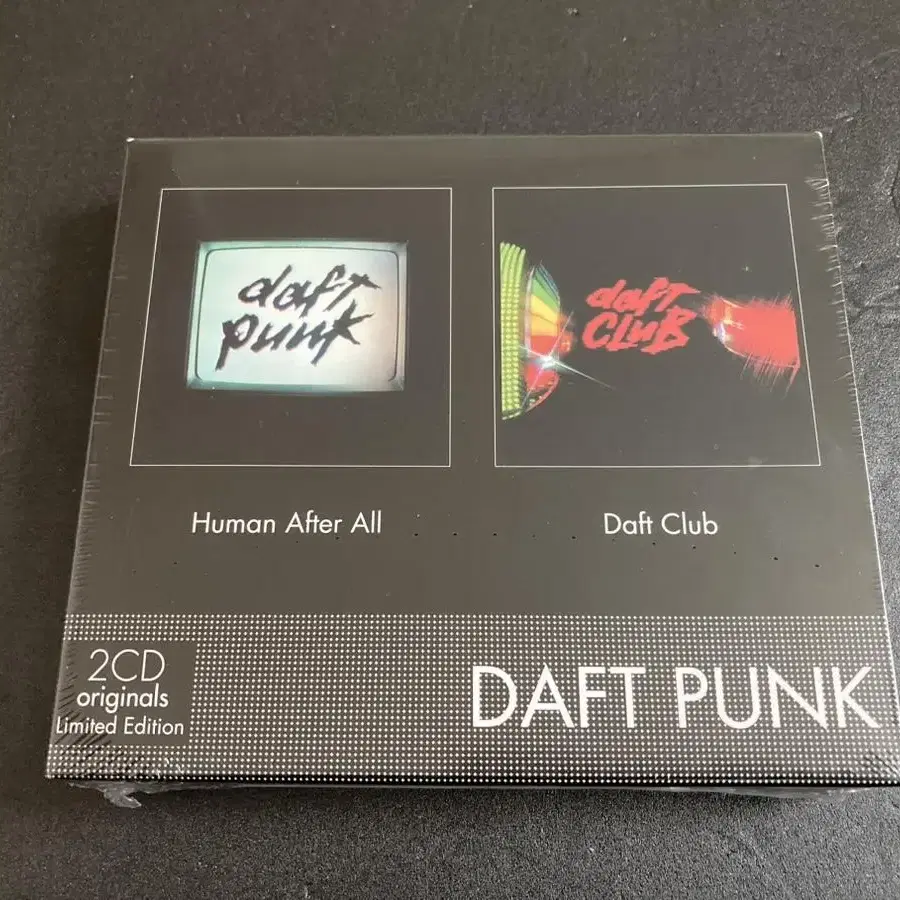 daft
punk
daft
CLUB
Human After All
Daft Club
2CD
originals
Limited Edition
DAFT PUNK